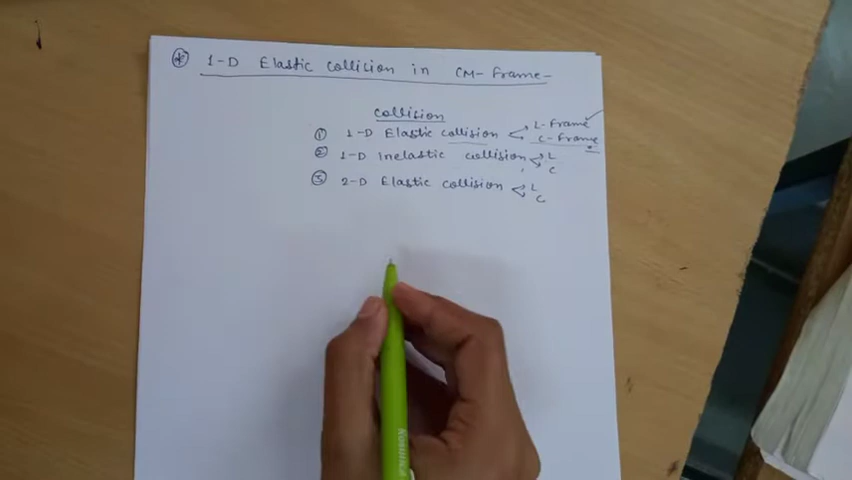 * 1-D Elastic Collicion in CM-Frame-
Collision
① 1-D Elastic collision L-Frame ✓
C-Frame
② 1-D Inelastic collision L
C
③ 2-D Elastic collision L
C